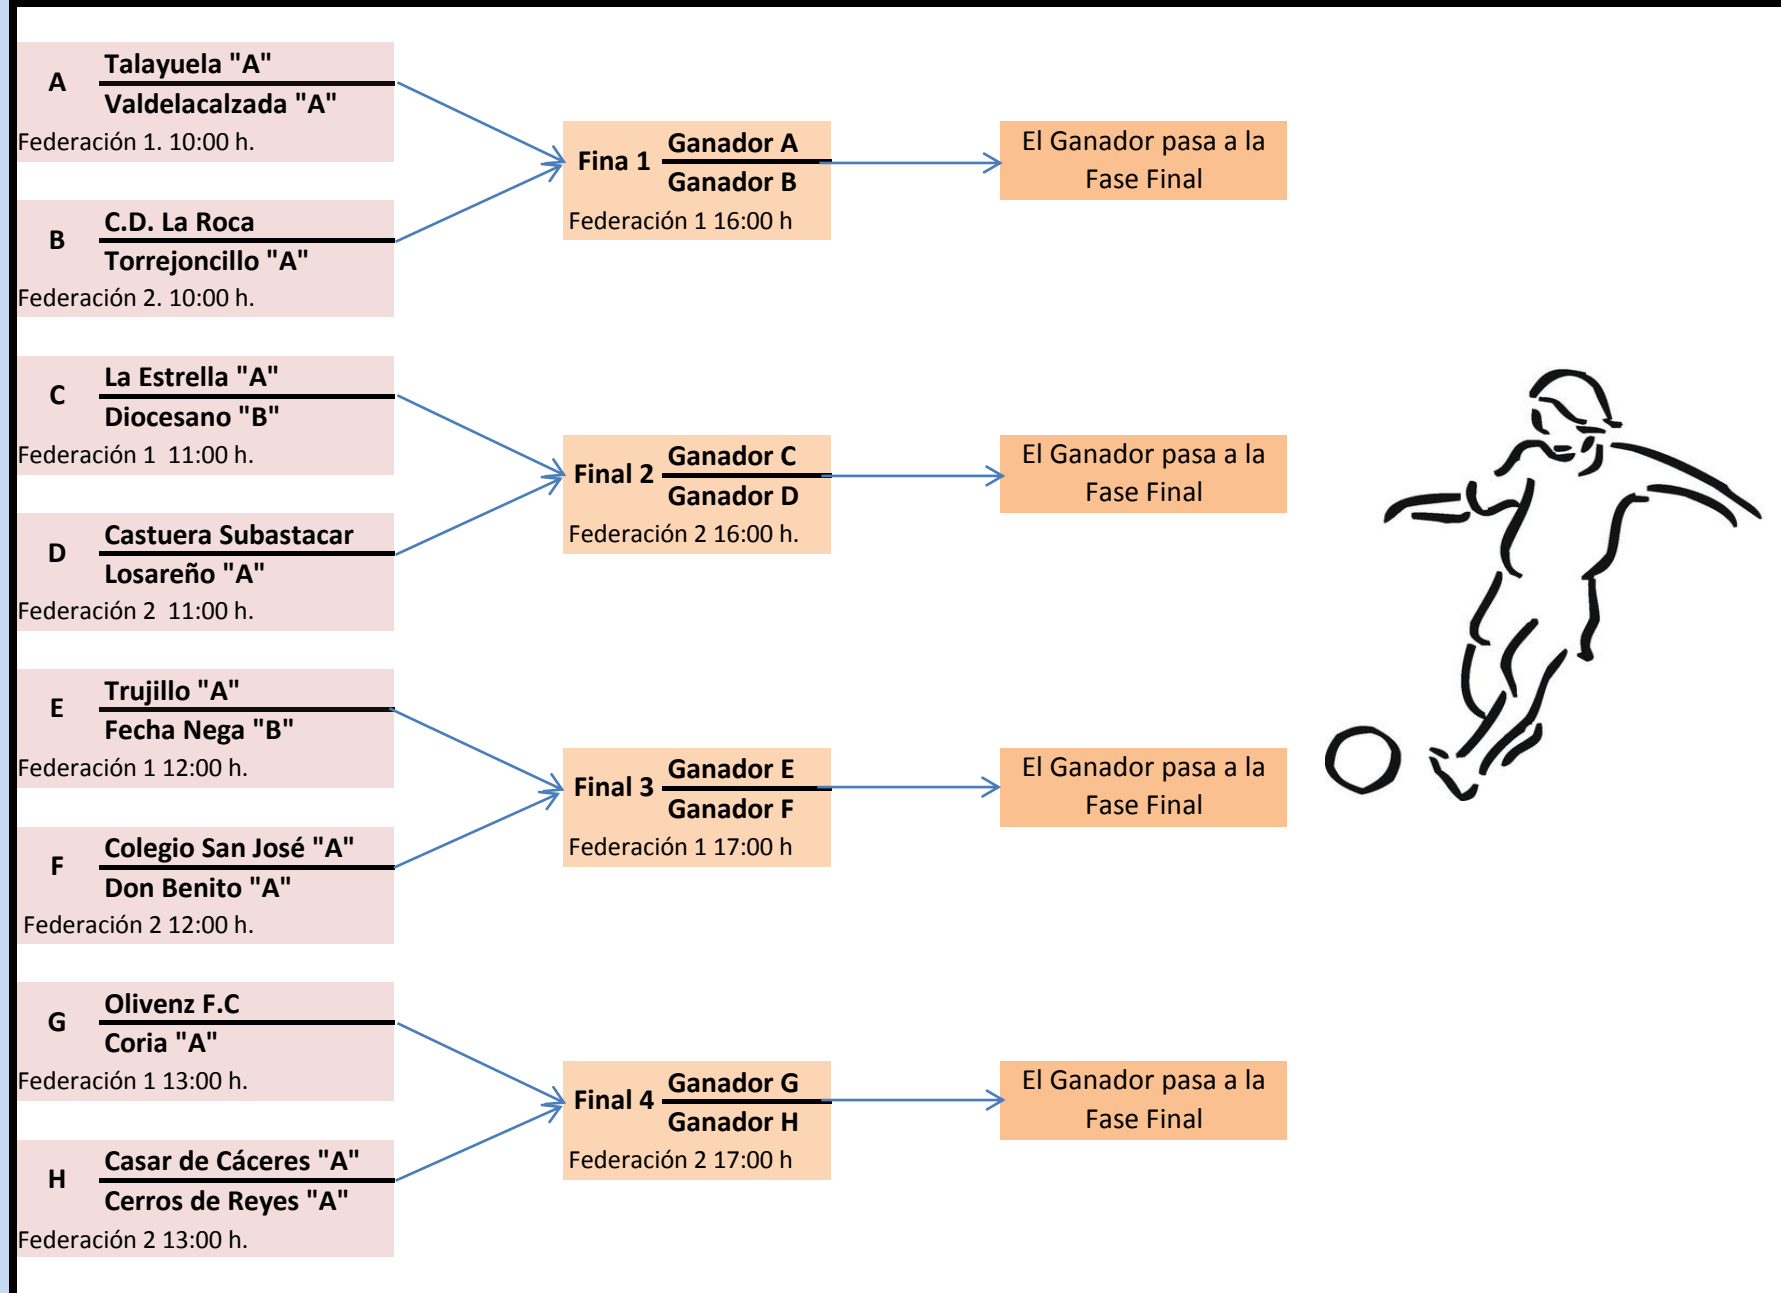 A
Talayuela "A"
Valdelacalzada "A"
Federación 1. 10:00 h.
B
C.D. La Roca
Torrejoncillo "A"
Federación 2. 10:00 h.
Fina 1
Ganador A
Ganador B
Federación 1 16:00 h
El Ganador pasa a la
Fase Final
C
La Estrella "A"
Diocesano "B"
Federación 1  11:00 h.
D
Castuera Subastacar
Losareño "A"
Federación 2  11:00 h.
Final 2
Ganador C
Ganador D
Federación 2 16:00 h.
El Ganador pasa a la
Fase Final
E
Trujillo "A"
Fecha Nega "B"
Federación 1 12:00 h.
F
Colegio San José "A"
Don Benito "A"
Federación 2 12:00 h.
Final 3
Ganador E
Ganador F
Federación 1 17:00 h
El Ganador pasa a la
Fase Final
G
Olivenz F.C
Coria "A"
Federación 1 13:00 h.
H
Casar de Cáceres "A"
Cerros de Reyes "A"
Federación 2 13:00 h.
Final 4
Ganador G
Ganador H
Federación 2 17:00 h
El Ganador pasa a la
Fase Final